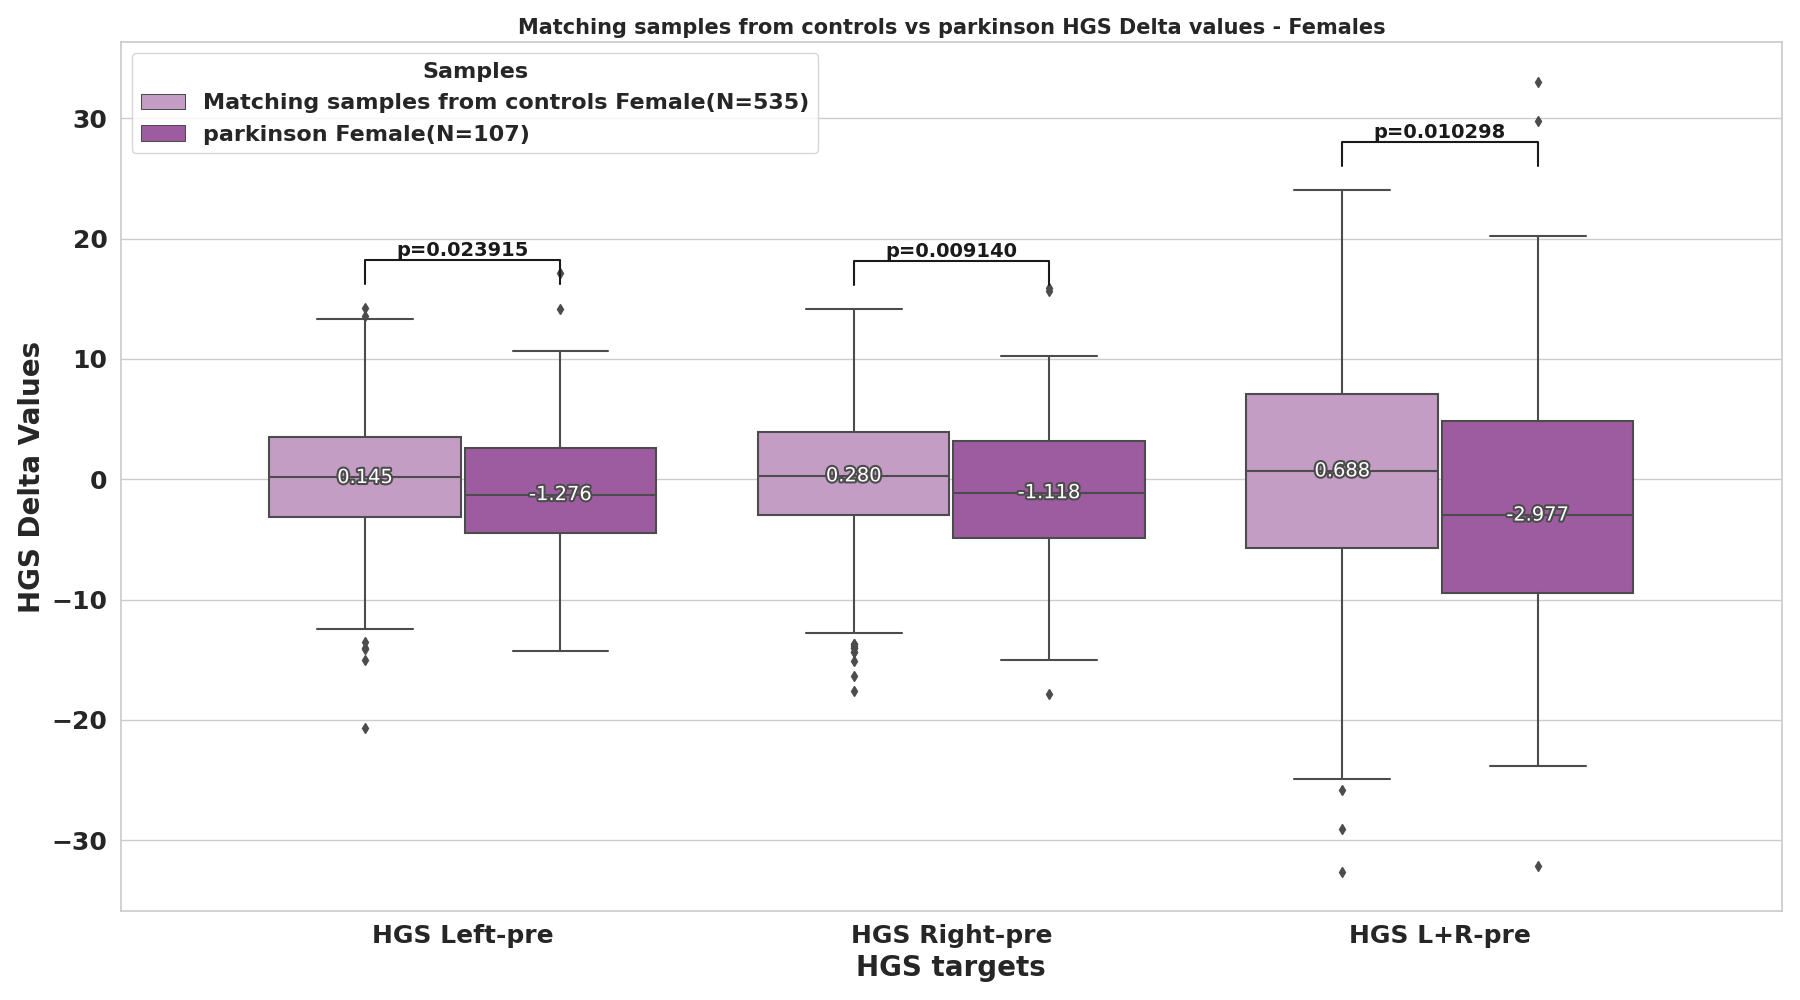 Matching samples from controls vs parkinson HGS Delta values - Females
Samples
Matching samples from controls Female(N=535)
parkinson Female(N=107)
HGS Delta Values
30
20
10
0
−10
−20
−30
p=0.023915
p=0.009140
p=0.010298
0.145
-1.276
0.280
-1.118
0.688
-2.977
HGS Left-pre
HGS Right-pre
HGS L+R-pre
HGS targets